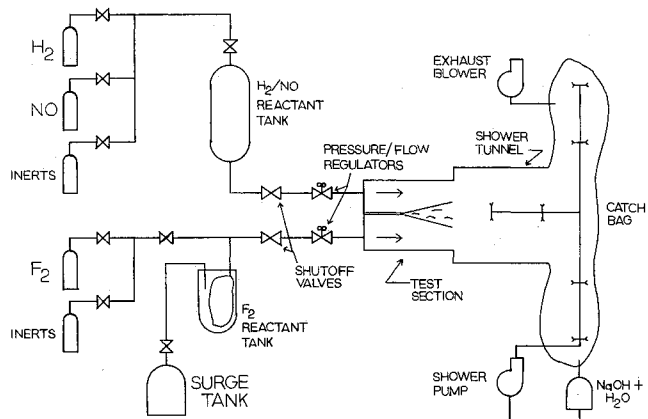 H2
NO
INERTS
H2/NO
REACTANT
TANK
EXHAUST
BLOWER
SHOWER
TUNNEL
PRESSURE/FLOW
REGULATORS
CATCH
BAG
F2
INERTS
SHUTOFF
VALVES
TEST
SECTION
F2
REACTANT
TANK
SURGE
TANK
SHOWER
PUMP
NaOH+
H2O